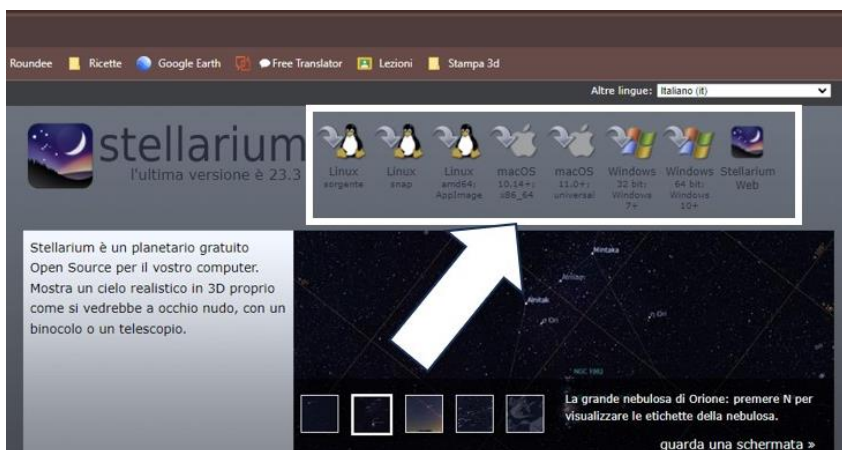 Roundee Ricette Google Earth Free Translator Lezioni Stampa 3d
Altre lingue: Italiano (it)
stellarium
l'ultima versione è 23.3
Linux Linux Linux macOS macOS Windows Windows Stellarium
sorgente snap amd64; 10.14+; 11.0+; 32 bit; 64 bit; Web
AppImage x86_64 universal Windows Windows
7+ 10+
Stellarium è un planetario gratuito
Open Source per il vostro computer.
Mostra un cielo realistico in 3D proprio
come si vedrebbe a occhio nudo, con un
binocolo o un telescopio.
Mintaka
Alnilam
Alnitak
η Ori
NGC 1982
La grande nebulosa di Orione: premere N per
visualizzare le etichette della nebulosa.
guarda una schermata »